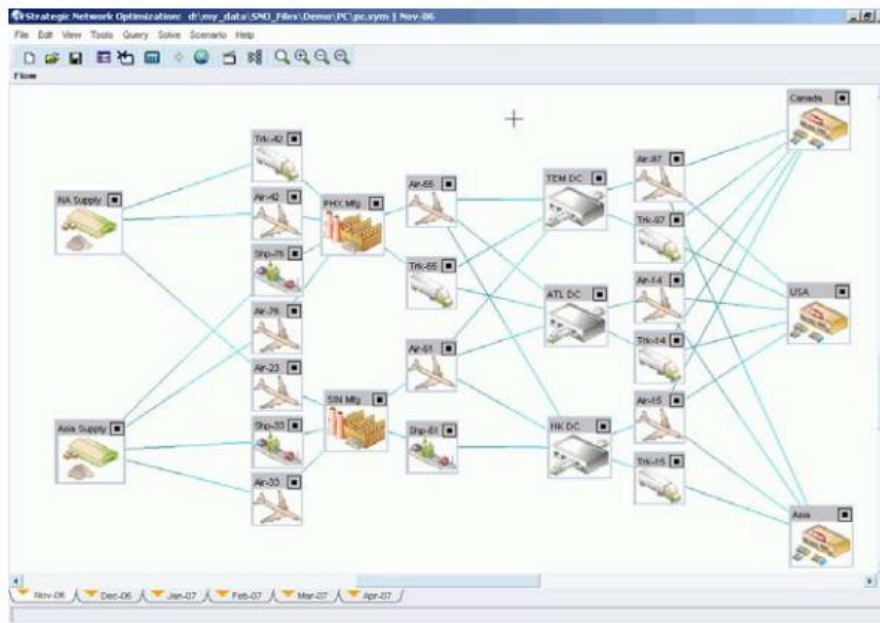 Strategic Network Optimization: d:\my_data\SNO_Files\Demo\PC\pc.sym | Nov-06
File Edit View Tools Query Solve Scenario Help
Flow
Canada
Trk-42
Air-87
NA Supply
Air-42
PHX Mfg
Air-55
TEM DC
Trk-87
Shp-76
Trk-55
Air-14
ATL DC
USA
Air-76
Trk-14
Air-23
Air-61
SIN Mfg
Air-15
Asia Supply
Shp-33
Shp-61
HK DC
Trk-15
Air-33
Asia
Nov-06 Dec-06 Jan-07 Feb-07 Mar-07 Apr-07